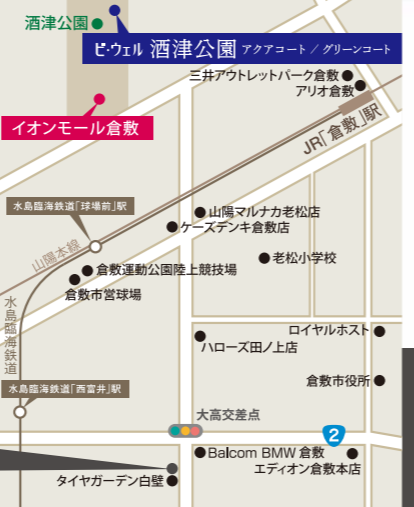 酒津公園
ビ・ウェル 酒津公園 アクアコート / グリーンコート
三井アウトレットパーク倉敷
アリオ倉敷
イオンモール倉敷
JR「倉敷」駅
水島臨海鉄道「球場前」駅
山陽マルナカ老松店
ケーズデンキ倉敷店
山陽本線
老松小学校
倉敷運動公園陸上競技場
倉敷市営球場
水島臨海鉄道
ロイヤルホスト
ハローズ田ノ上店
倉敷市役所
水島臨海鉄道「西富井」駅
大高交差点
2
Balcom BMW 倉敷
エディオン倉敷本店
タイヤガーデン白壁